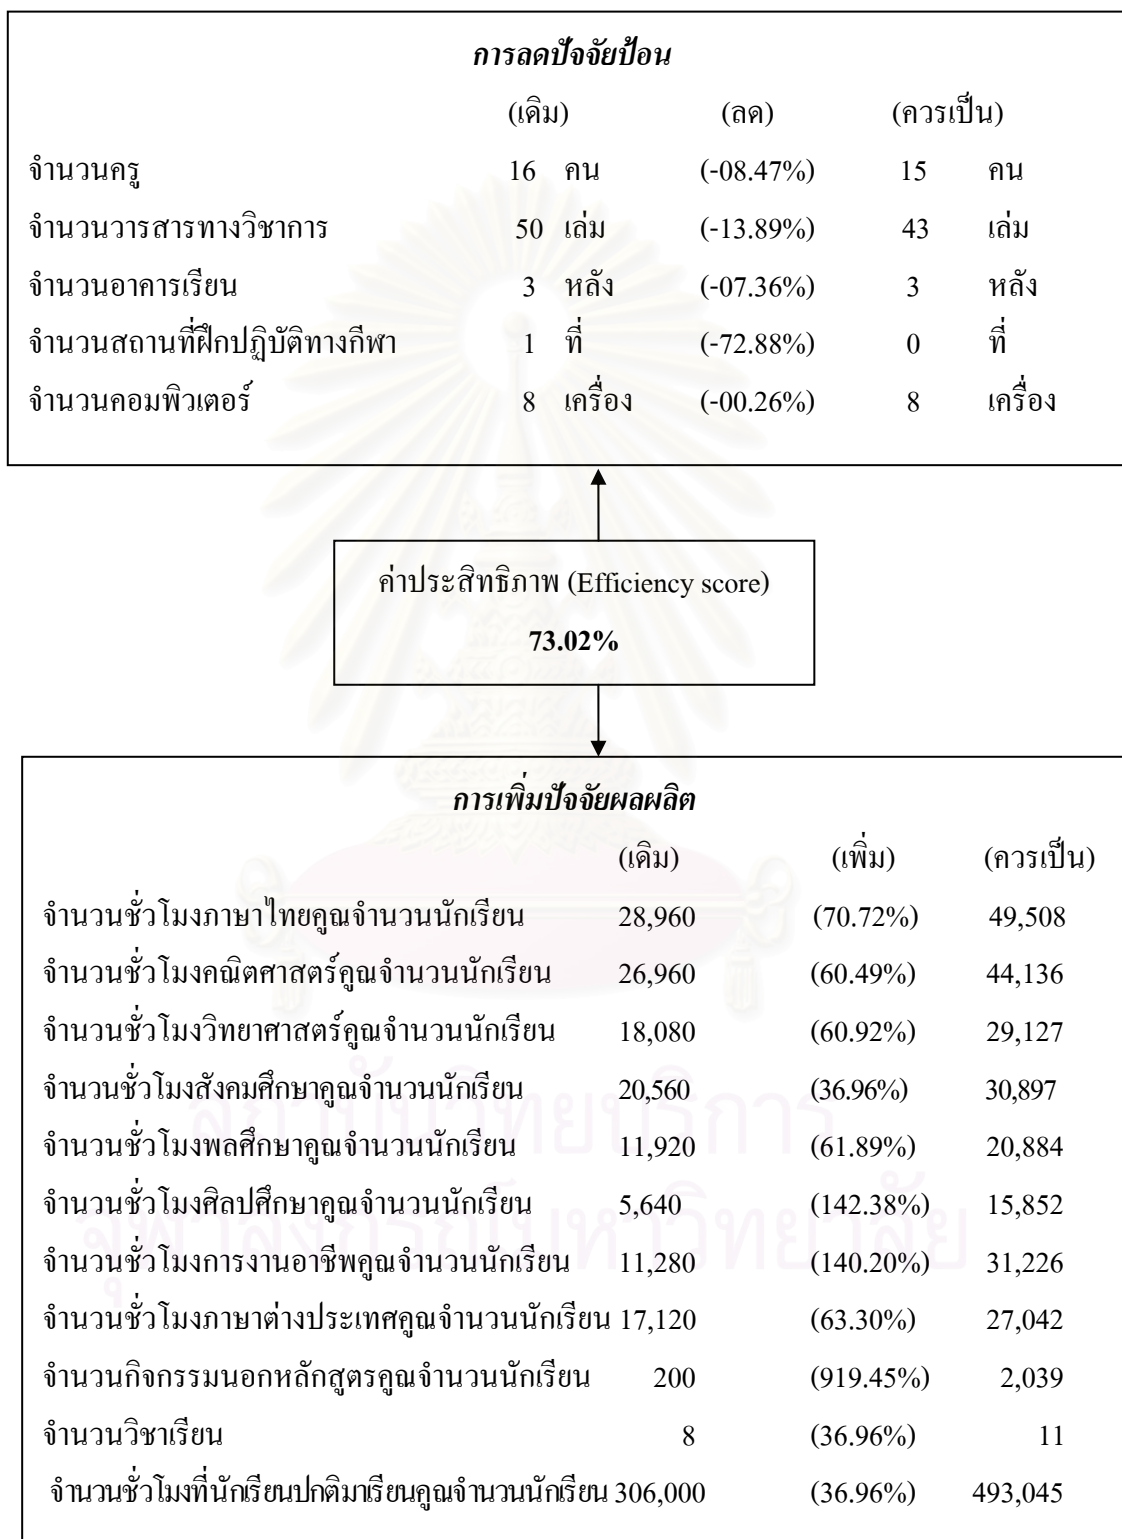 การลดปัจจัยป้อน
(เดิม) (ลด) (ควรเป็น)
จำนวนครู 16 คน (-08.47%) 15 คน
จำนวนวารสารทางวิชาการ 50 เล่ม (-13.89%) 43 เล่ม
จำนวนอาคารเรียน 3 หลัง (-07.36%) 3 หลัง
จำนวนสถานที่ฝึกปฏิบัติทางกีฬา 1 ที่ (-72.88%) 0 ที่
จำนวนคอมพิวเตอร์ 8 เครื่อง (-00.26%) 8 เครื่อง
ค่าประสิทธิภาพ (Efficiency score)
73.02%
การเพิ่มปัจจัยผลผลิต
(เดิม) (เพิ่ม) (ควรเป็น)
จำนวนชั่วโมงภาษาไทยคูณจำนวนนักเรียน 28,960 (70.72%) 49,508
จำนวนชั่วโมงคณิตศาสตร์คูณจำนวนนักเรียน 26,960 (60.49%) 44,136
จำนวนชั่วโมงวิทยาศาสตร์คูณจำนวนนักเรียน 18,080 (60.92%) 29,127
จำนวนชั่วโมงสังคมศึกษาคูณจำนวนนักเรียน 20,560 (36.96%) 30,897
จำนวนชั่วโมงพลศึกษาคูณจำนวนนักเรียน 11,920 (61.89%) 20,884
จำนวนชั่วโมงศิลปศึกษาคูณจำนวนนักเรียน 5,640 (142.38%) 15,852
จำนวนชั่วโมงการงานอาชีพคูณจำนวนนักเรียน 11,280 (140.20%) 31,226
จำนวนชั่วโมงภาษาต่างประเทศคูณจำนวนนักเรียน 17,120 (63.30%) 27,042
จำนวนกิจกรรมนอกหลักสูตรคูณจำนวนนักเรียน 200 (919.45%) 2,039
จำนวนวิชาเรียน 8 (36.96%) 11
จำนวนชั่วโมงที่นักเรียนปกติมาเรียนคูณจำนวนนักเรียน 306,000 (36.96%) 493,045
สถาบันวิทยบริการ
จุฬาลงกรณ์มหาวิทยาลัย